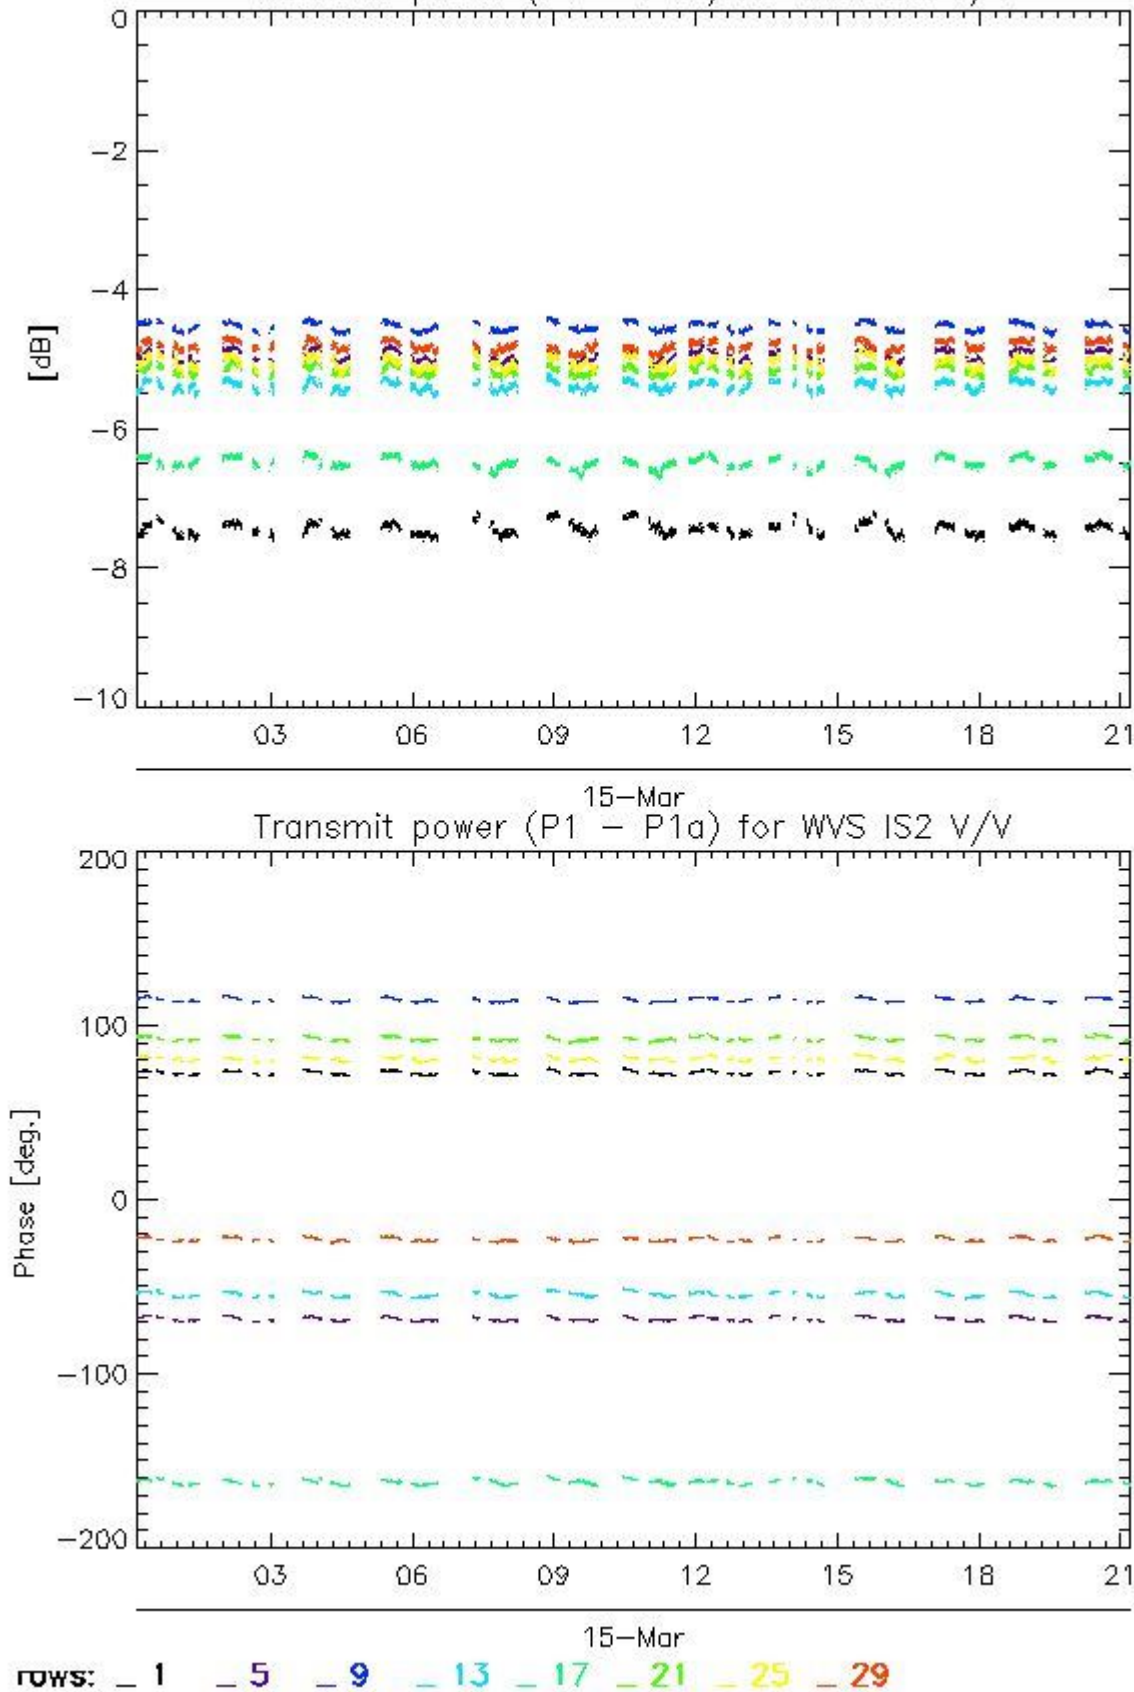 0
−2
−4
[dB]
−6
−8
−10
03 06 09 12 15 18 21
15−Mar
Transmit power (P1 − P1a) for WVS IS2 V/V
200
100
Phase [deg.]
0
−100
−200
03 06 09 12 15 18 21
15−Mar
rows: _ 1 _ 5 _ 9 _ 13 _ 17 _ 21 _ 25 _ 29